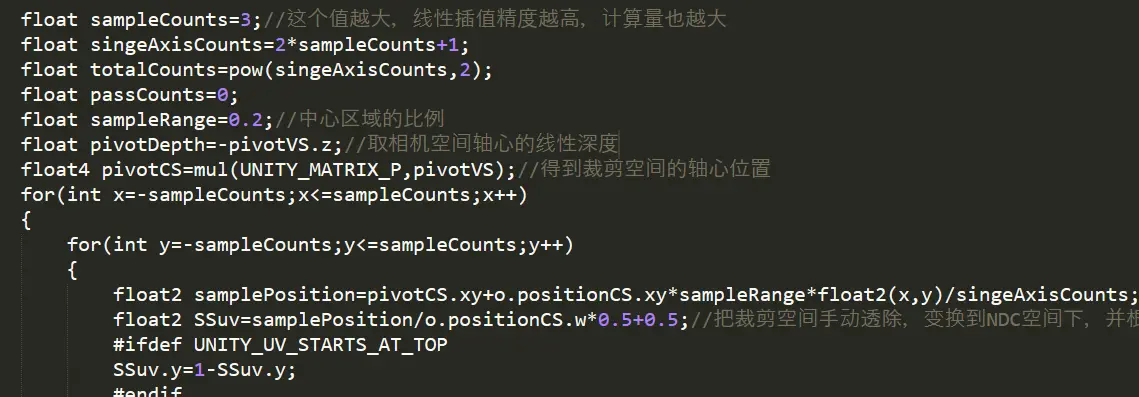 float sampleCounts=3;//这个值越大，线性插值精度越高，计算量也越大
float singeAxisCounts=2*sampleCounts+1;
float totalCounts=pow(singeAxisCounts,2);
float passCounts=0;
float sampleRange=0.2;//中心区域的比例
float pivotDepth=-pivotVS.z;//取相机空间轴心的线性深度
float4 pivotCS=mul(UNITY_MATRIX_P,pivotVS);//得到裁剪空间的轴心位置
for(int x=-sampleCounts;x<=sampleCounts;x++)
{
for(int y=-sampleCounts;y<=sampleCounts;y++)
{
float2 samplePosition=pivotCS.xy+o.positionCS.xy*sampleRange*float2(x,y)/singeAxisCounts;
float2 SSuv=samplePosition/o.positionCS.w*0.5+0.5;//把裁剪空间手动透除，变换到NDC空间下，并根
#ifdef UNITY_UV_STARTS_AT_TOP
SSuv.y=1-SSuv.y;
#endif